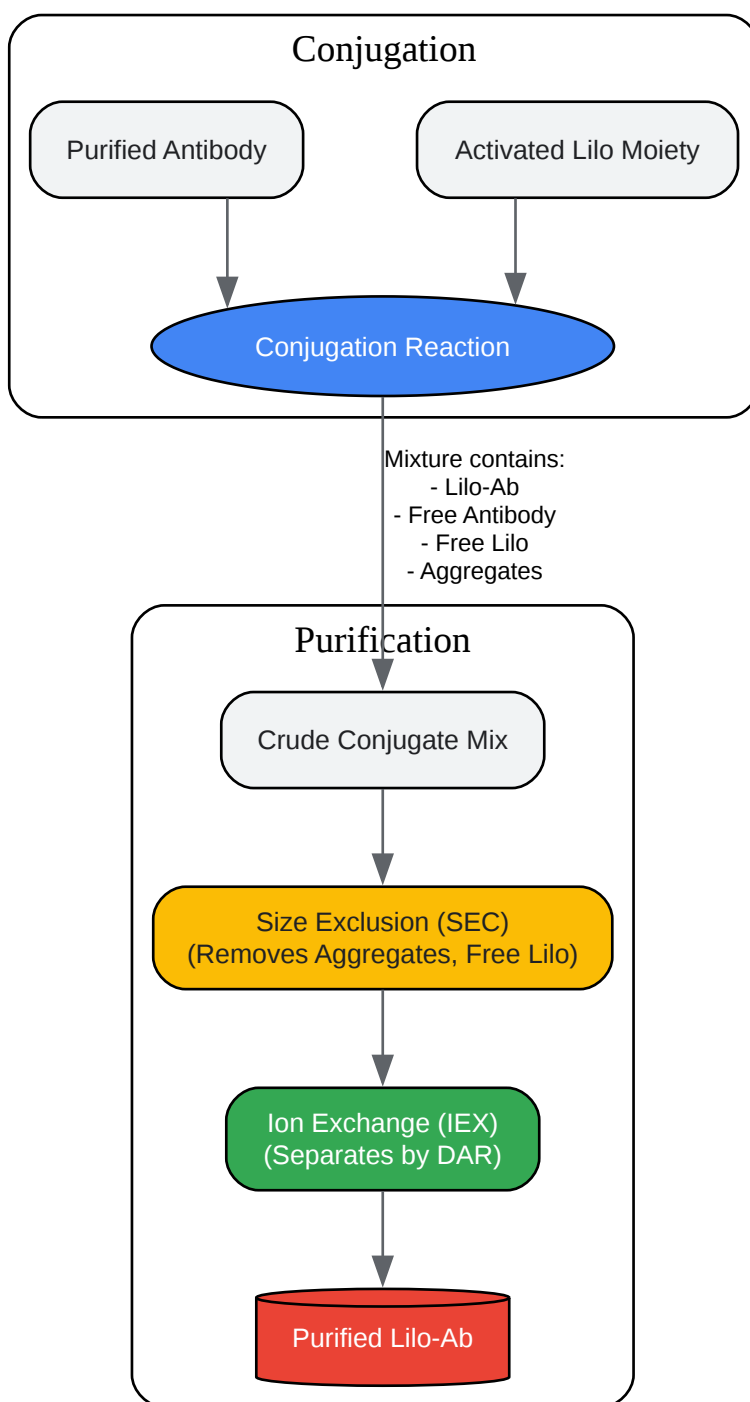 Conjugation
Purified Antibody
Activated Lilo Moiety
Conjugation Reaction
Mixture contains:
- Lilo-Ab
- Free Antibody
- Free Lilo
- Aggregates
Purification
Crude Conjugate Mix
Size Exclusion (SEC)
(Removes Aggregates, Free Lilo)
Ion Exchange (IEX)
(Separates by DAR)
Purified Lilo-Ab